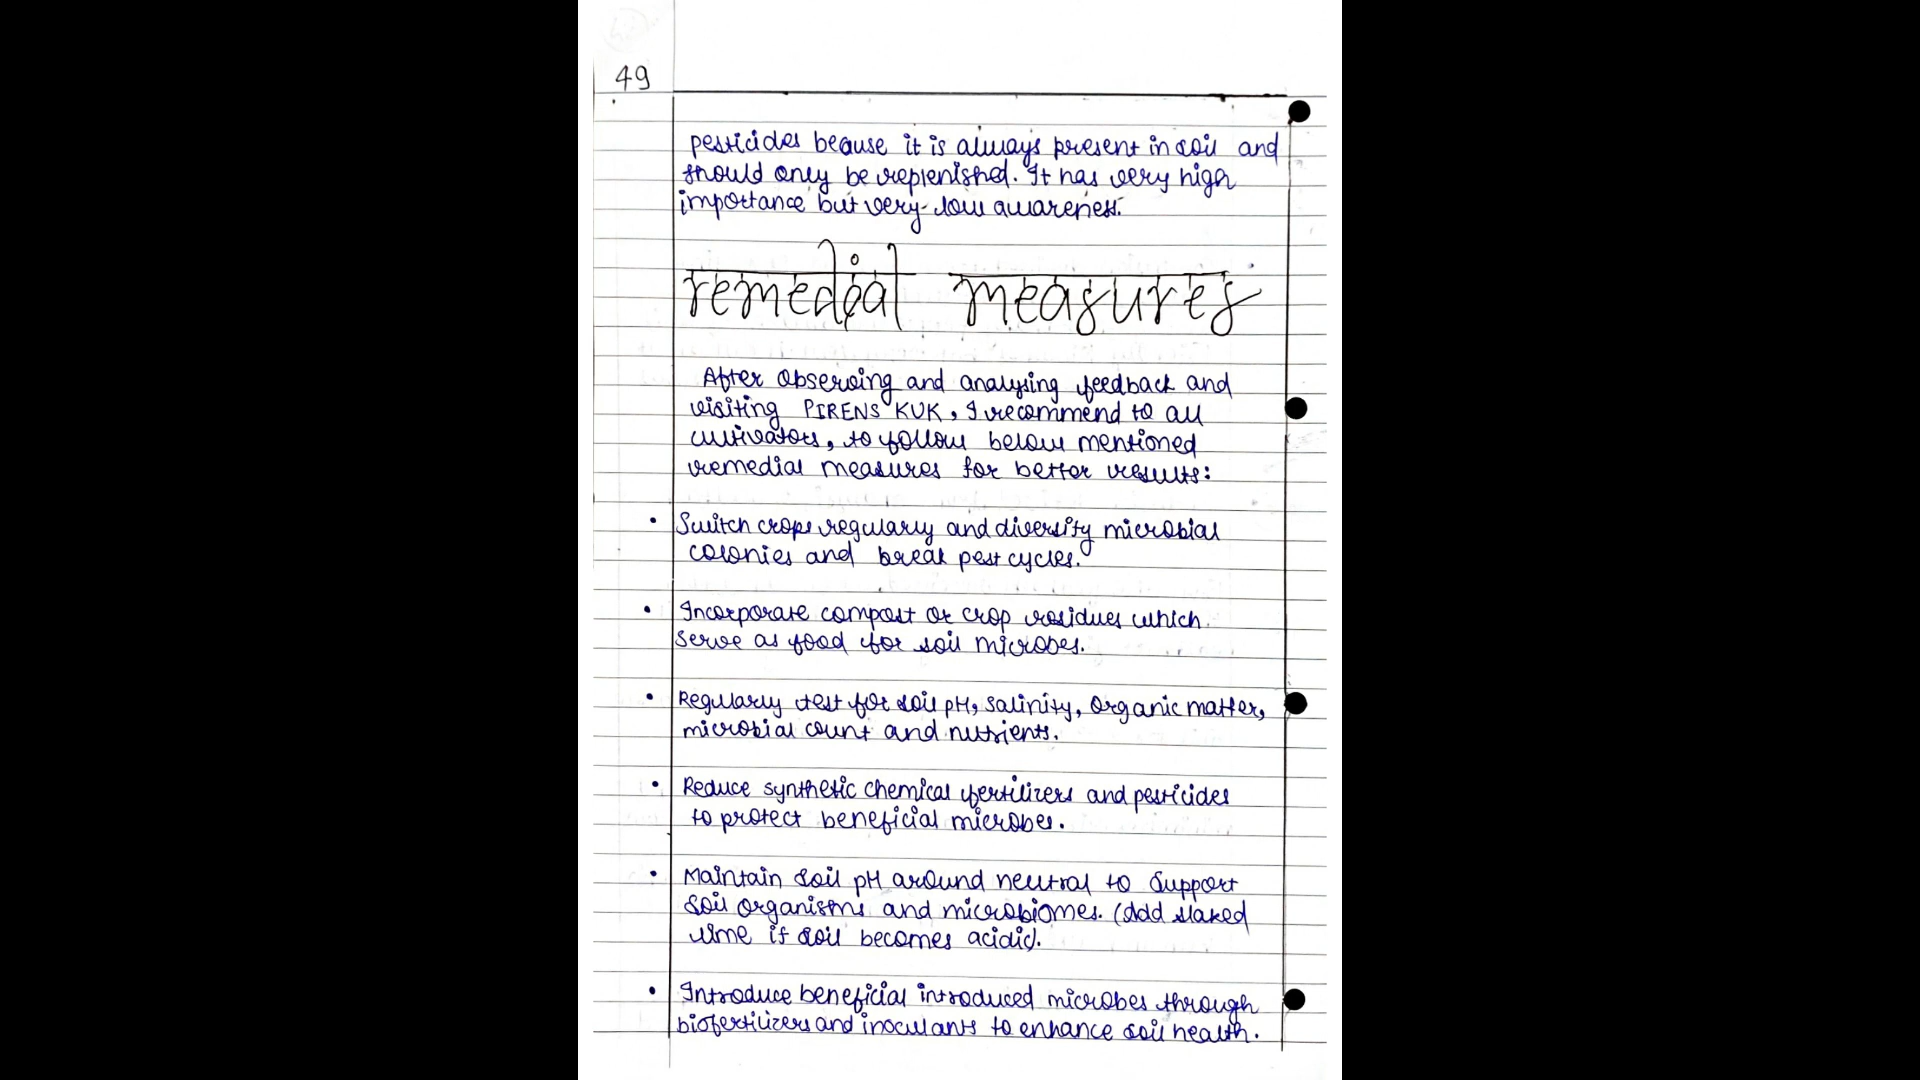 49
pesticides beause it is always present in soil and
should only be replenished. It has very high
importance but very low awareness.
remedial measures
After observing and analysing feedback and
visiting PIRENS KUK, I recommend to all
cultivators, to follow below mentioned
remedial measures for better results:
• Switch crops regularly and diversify microbial
colonies and break pest cycles.
• Incorporate compost or crop residues which
serve as food for soil microbes.
• Regularly test for soil pH, salinity, organic matter,
microbial count and nutrients.
• Reduce synthetic chemical fertilizers and pesticides
to protect beneficial microbes.
• Maintain soil pH around neutral to support
soil organisms and microbiomes. (Add slaked
lime if soil becomes acidic).
• Introduce beneficial introduced microbes through
biofertilizers and inoculants to enhance soil health.